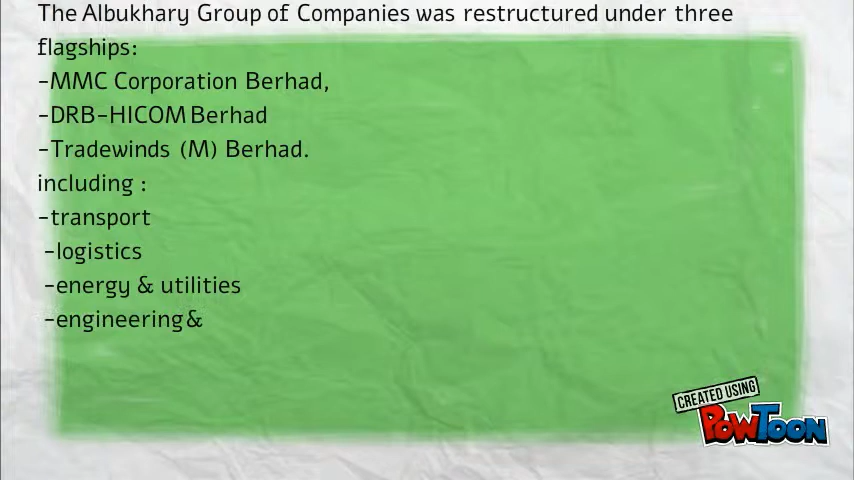 The Albukhary Group of Companies was restructured under three
flagships:
-MMC Corporation Berhad,
-DRB-HICOM Berhad
-Tradewinds (M) Berhad.
including :
-transport
-logistics
-energy & utilities
-engineering &
CREATED USING
POWTOON